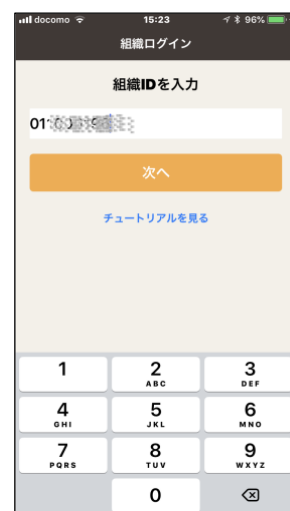 docomo 15:23 96%
組織ログイン
組織IDを入力
01
次へ
チュートリアルを見る
1 2 3
ABC DEF
4 5 6
GHI JKL MNO
7 8 9
PQRS TUV WXYZ
0